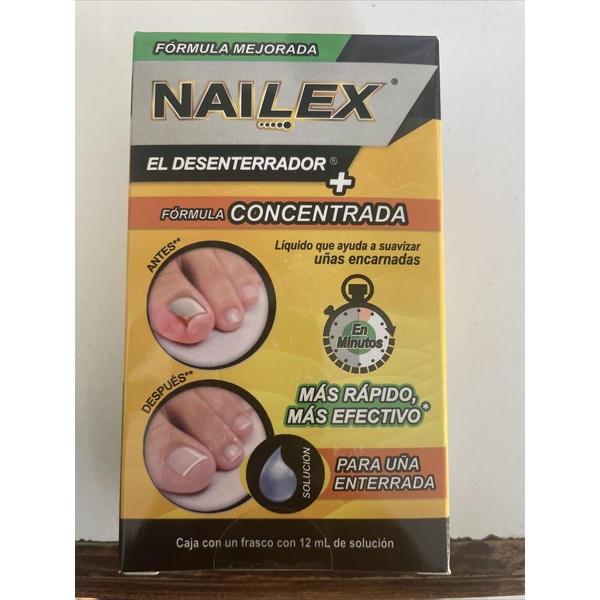 FÓRMULA MEJORADA
NAILEX®
EL DESENTERRADOR®
+
FÓRMULA CONCENTRADA
ANTES**
Líquido que ayuda a suavizar
uñas encarnadas
En
Minutos
DESPUÉS**
MÁS RÁPIDO,
MÁS EFECTIVO*
SOLUCIÓN
PARA UÑA
ENTERRADA
Caja con un frasco con 12 mL de solución